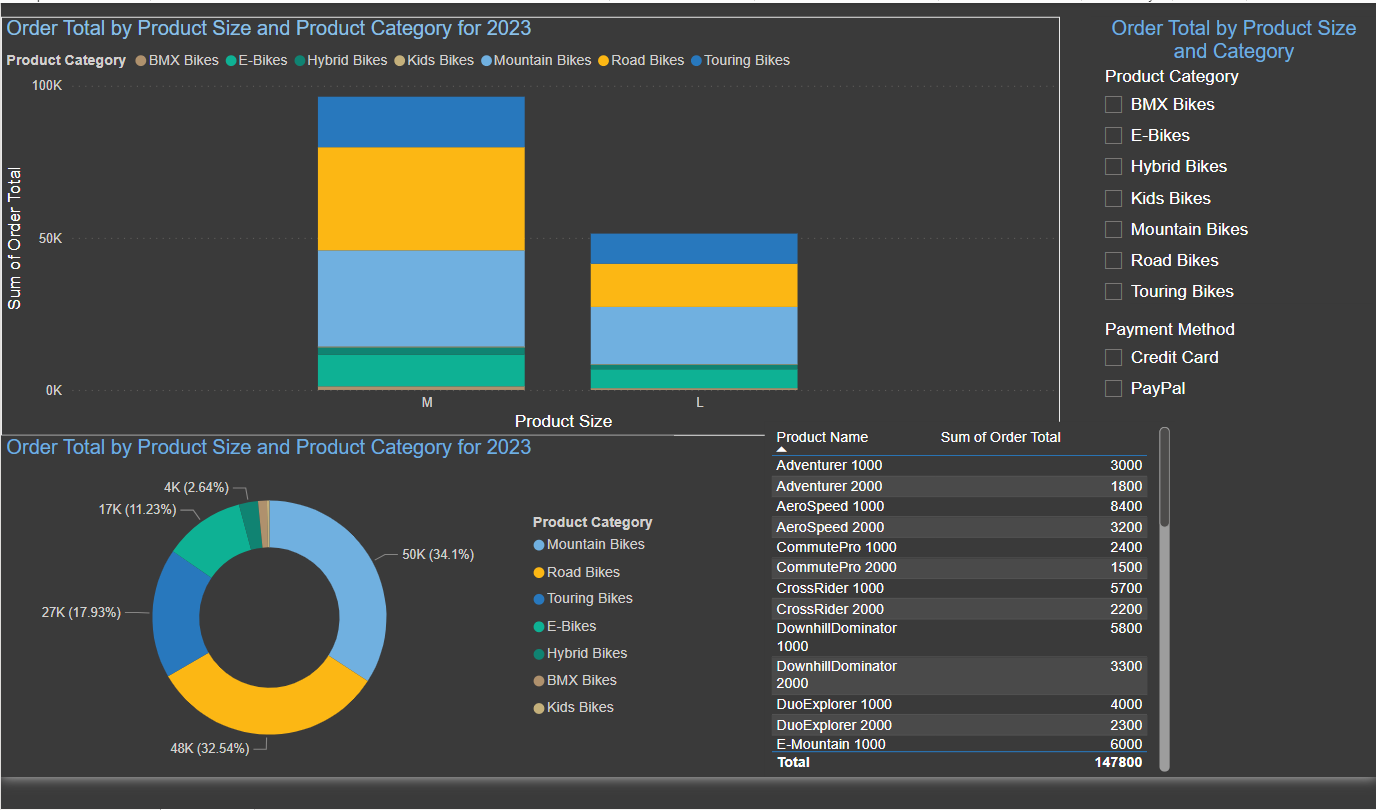 Order Total by Product Size and Product Category for 2023
Product Category BMX Bikes E-Bikes Hybrid Bikes Kids Bikes Mountain Bikes Road Bikes Touring Bikes
100K
50K
0K
Sum of Order Total
M L
Product Size
Order Total by Product Size
and Category
Product Category
BMX Bikes
E-Bikes
Hybrid Bikes
Kids Bikes
Mountain Bikes
Road Bikes
Touring Bikes
Payment Method
Credit Card
PayPal
Order Total by Product Size and Product Category for 2023
4K (2.64%)
17K (11.23%)
50K (34.1%)
27K (17.93%)
48K (32.54%)
Product Category
Mountain Bikes
Road Bikes
Touring Bikes
E-Bikes
Hybrid Bikes
BMX Bikes
Kids Bikes
Product Name Sum of Order Total
Adventurer 1000 3000
Adventurer 2000 1800
AeroSpeed 1000 8400
AeroSpeed 2000 3200
CommutePro 1000 2400
CommutePro 2000 1500
CrossRider 1000 5700
CrossRider 2000 2200
DownhillDominator 5800
1000
DownhillDominator 3300
2000
DuoExplorer 1000 4000
DuoExplorer 2000 2300
E-Mountain 1000 6000
Total 147800